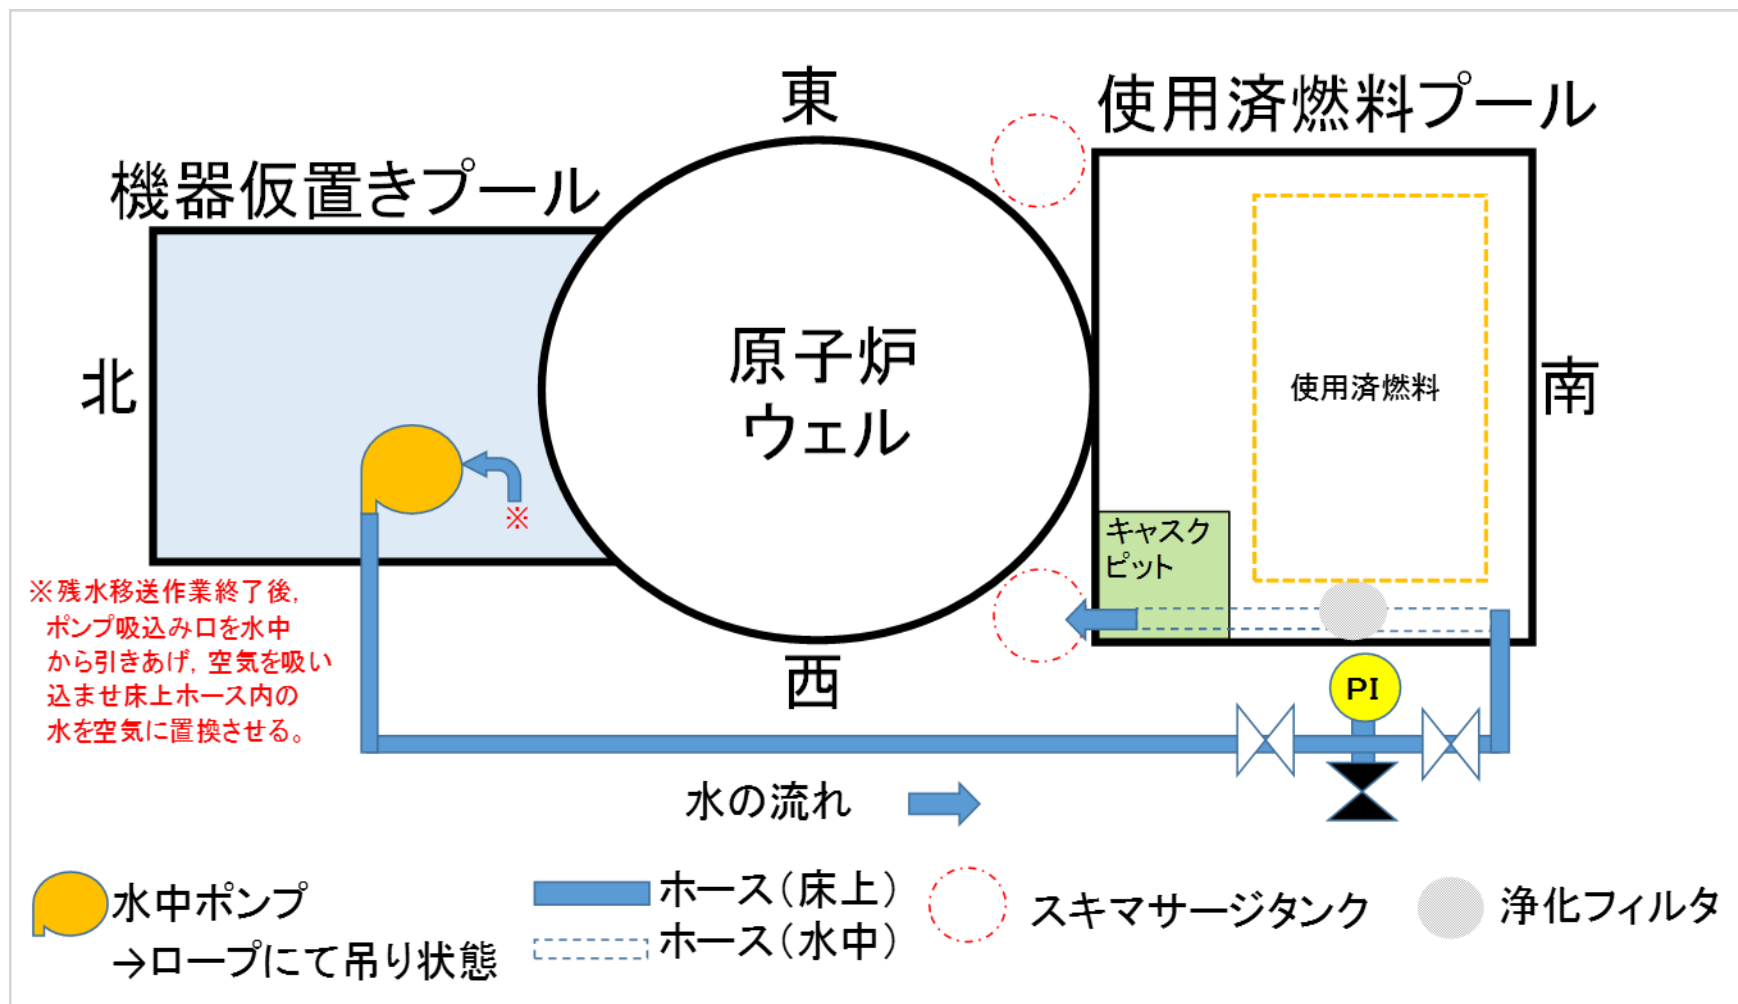 東
使用済燃料プール
機器仮置きプール
原子炉
ウェル
北
使用済燃料
南
キャスク
ピット
※
※残水移送作業終了後，
ポンプ吸込み口を水中
から引きあげ，空気を吸い
込ませ床上ホース内の
水を空気に置換させる。
西
PI
水の流れ
水中ポンプ
→ロープにて吊り状態
ホース（床上）
ホース（水中）
スキマサージタンク
浄化フィルタ